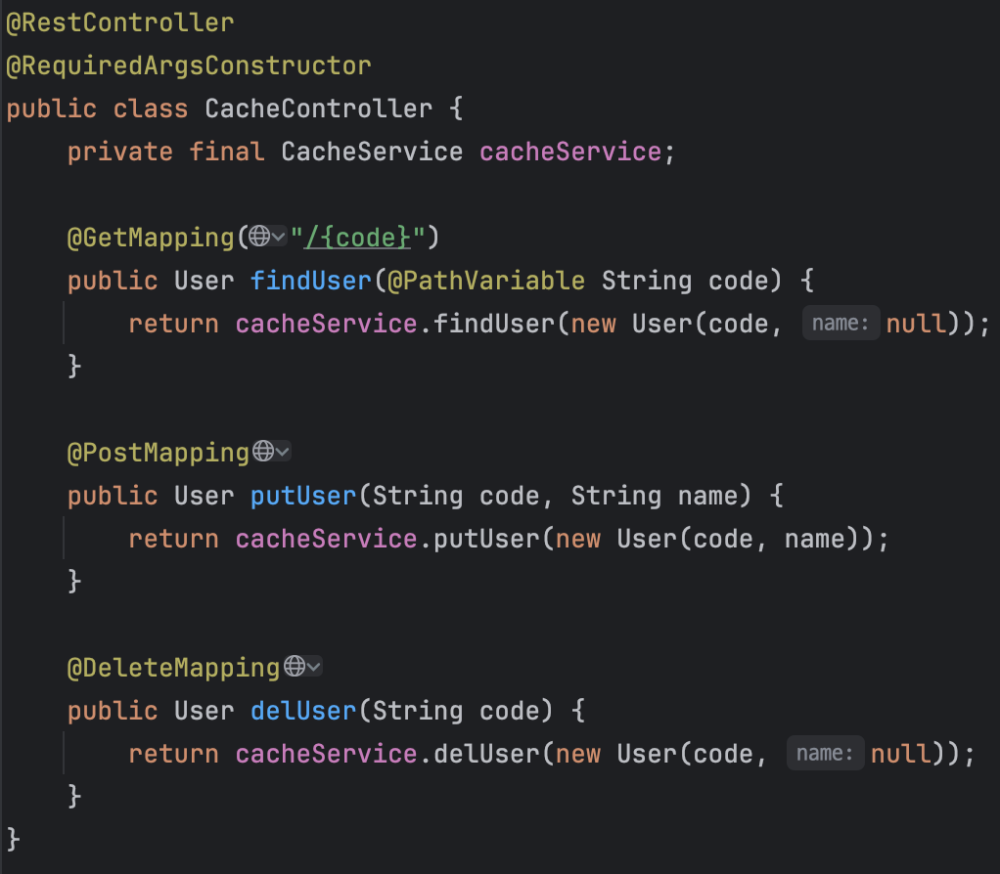 @RestController
@RequiredArgsConstructor
public class CacheController {
    private final CacheService cacheService;

    @GetMapping("/{code}")
    public User findUser(@PathVariable String code) {
        return cacheService.findUser(new User(code, name: null));
    }

    @PostMapping
    public User putUser(String code, String name) {
        return cacheService.putUser(new User(code, name));
    }

    @DeleteMapping
    public User delUser(String code) {
        return cacheService.delUser(new User(code, name: null));
    }
}